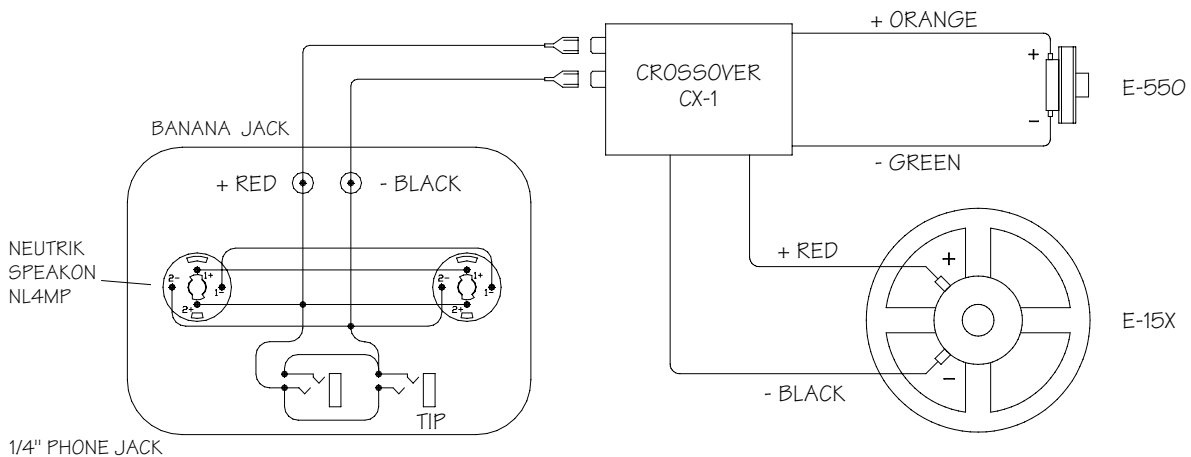 + ORANGE
CROSSOVER
CX-1
+
E-550
−
BANANA JACK
- GREEN
+ RED
- BLACK
NEUTRIK
SPEAKON
NL4MP
+ RED
+
2-
1+
1-
2+
2-
1+
1-
2+
E-15X
−
- BLACK
TIP
1/4" PHONE JACK